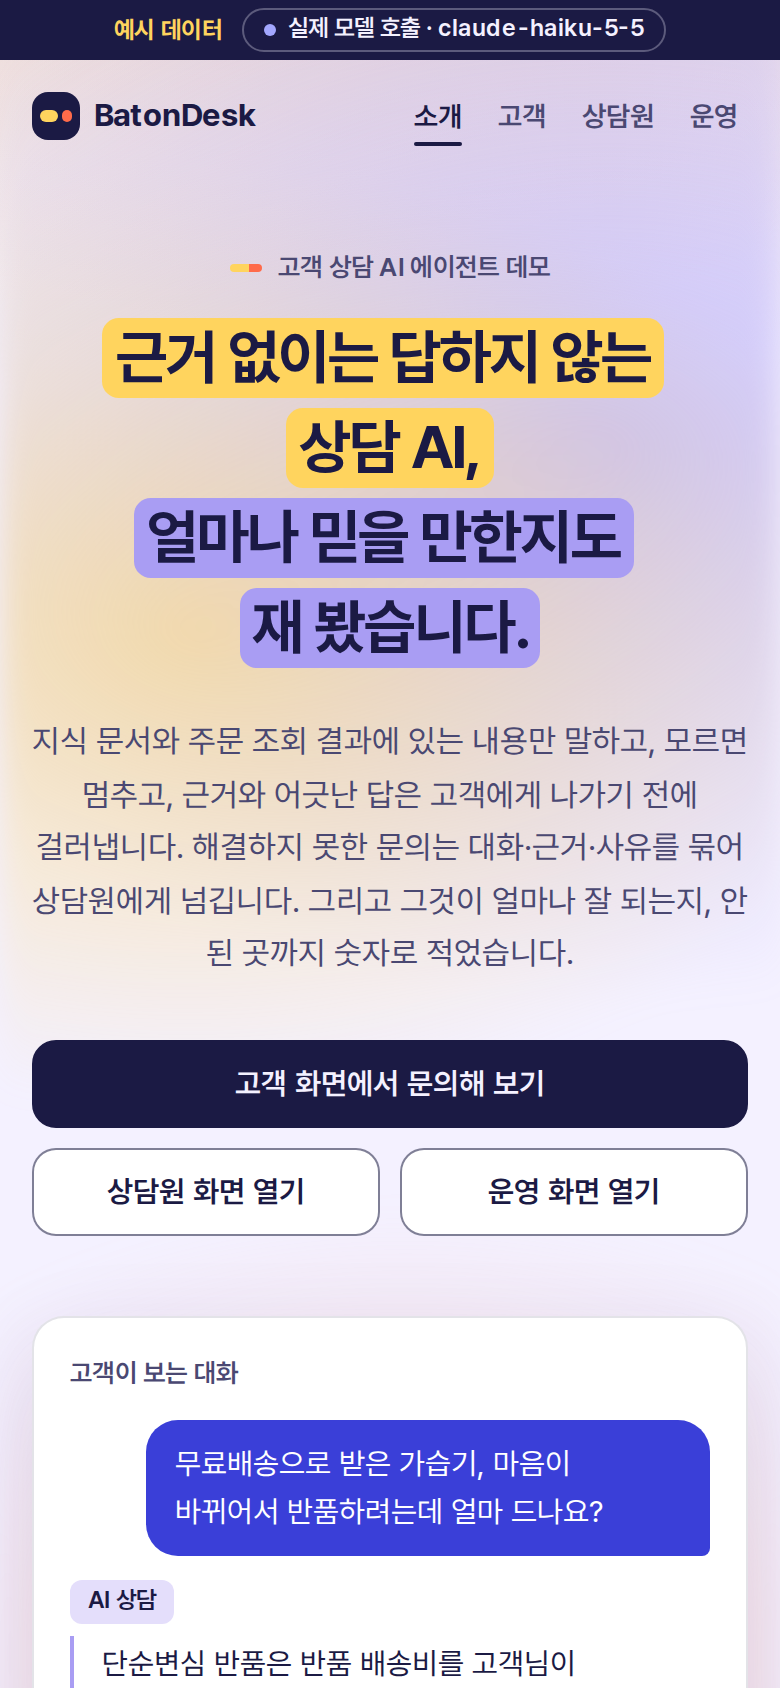 예시 데이터
실제 모델 호출 · claude-haiku-5-5
BatonDesk
소개 고객 상담원 운영
고객 상담 AI 에이전트 데모
근거 없이는 답하지 않는
상담 AI,
얼마나 믿을 만한지도
재 봤습니다.
지식 문서와 주문 조회 결과에 있는 내용만 말하고, 모르면
멈추고, 근거와 어긋난 답은 고객에게 나가기 전에
걸러냅니다. 해결하지 못한 문의는 대화·근거·사유를 묶어
상담원에게 넘깁니다. 그리고 그것이 얼마나 잘 되는지, 안
된 곳까지 숫자로 적었습니다.
고객 화면에서 문의해 보기
상담원 화면 열기
운영 화면 열기
고객이 보는 대화
무료배송으로 받은 가습기, 마음이
바뀌어서 반품하려는데 얼마 드나요?
AI 상담
단순변심 반품은 반품 배송비를 고객님이